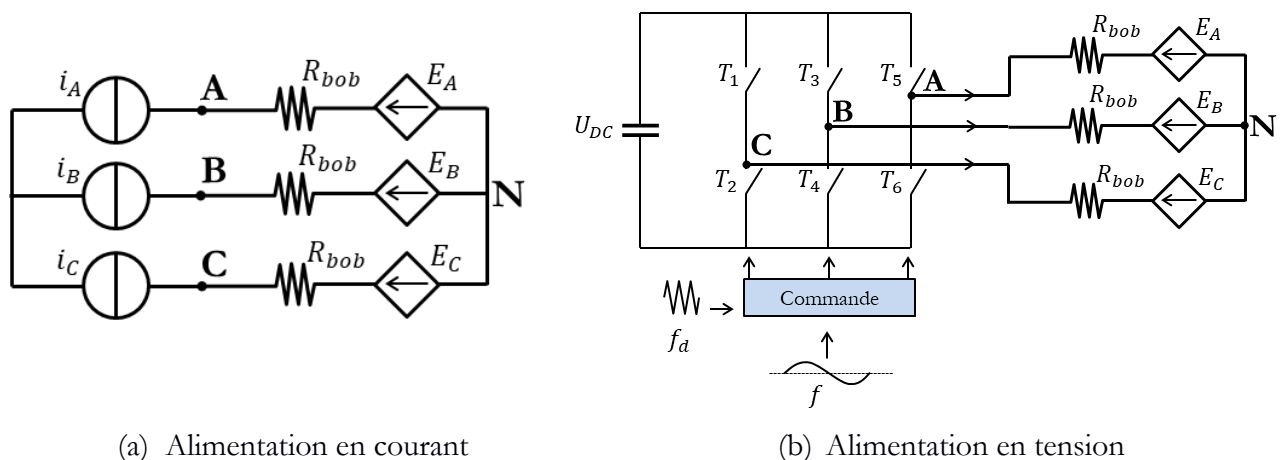 i_A
A
R_bob
E_A
i_B
B
R_bob
E_B
N
i_C
C
R_bob
E_C
(a) Alimentation en courant
U_DC
T_1
T_3
T_5
A
B
C
T_2
T_4
T_6
R_bob
E_A
R_bob
E_B
N
R_bob
E_C
Commande
f_d
f
(b) Alimentation en tension